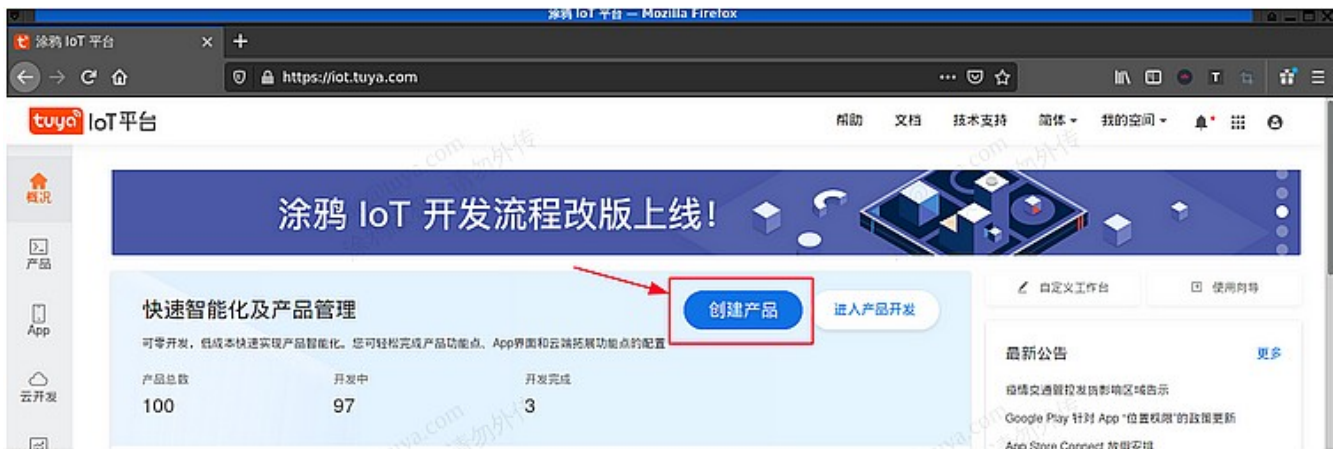 涂鸦 IoT 平台 — Mozilla Firefox
涂鸦 IoT 平台
https://iot.tuya.com
tuya IoT平台
帮助 文档 技术支持 简体 我的空间
概况
产品
App
云开发
涂鸦 IoT 开发流程改版上线!
快速智能化及产品管理
创建产品
进入产品开发
可零开发，低成本快速实现产品智能化。您可轻松完成产品功能点、App界面和云端拓展功能点的配置
产品总数 开发中 开发完成
100 97 3
自定义工作台 使用向导
最新公告 更多
疫情交通管控发货影响区域告示
Google Play 针对 App "位置权限"的政策更新
App Store Connect 放假安排